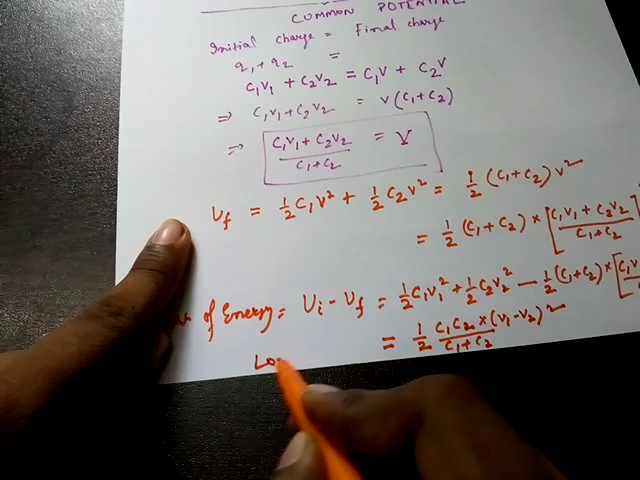 COMMON POTENTIAL
Initial charge = Final charge
q₁ + q₂ =
C₁V₁ + C₂V₂ = C₁V + C₂V
⇒ C₁V₁ + C₂V₂ = V(C₁+C₂)
⇒ (C₁V₁ + C₂V₂)/(C₁+C₂) = V
U_f = 1/2 C₁V² + 1/2 C₂V² = 1/2 (C₁+C₂) V²
= 1/2 (C₁+C₂) × [(C₁V₁ + C₂V₂)/(C₁+C₂)]
of Energy = U_i - U_f = 1/2 C₁V₁² + 1/2 C₂V₂² - 1/2 (C₁+C₂) × [C₁V
= 1/2 C₁C₂ × (V₁-V₂)²/(C₁+C₂)
Lo